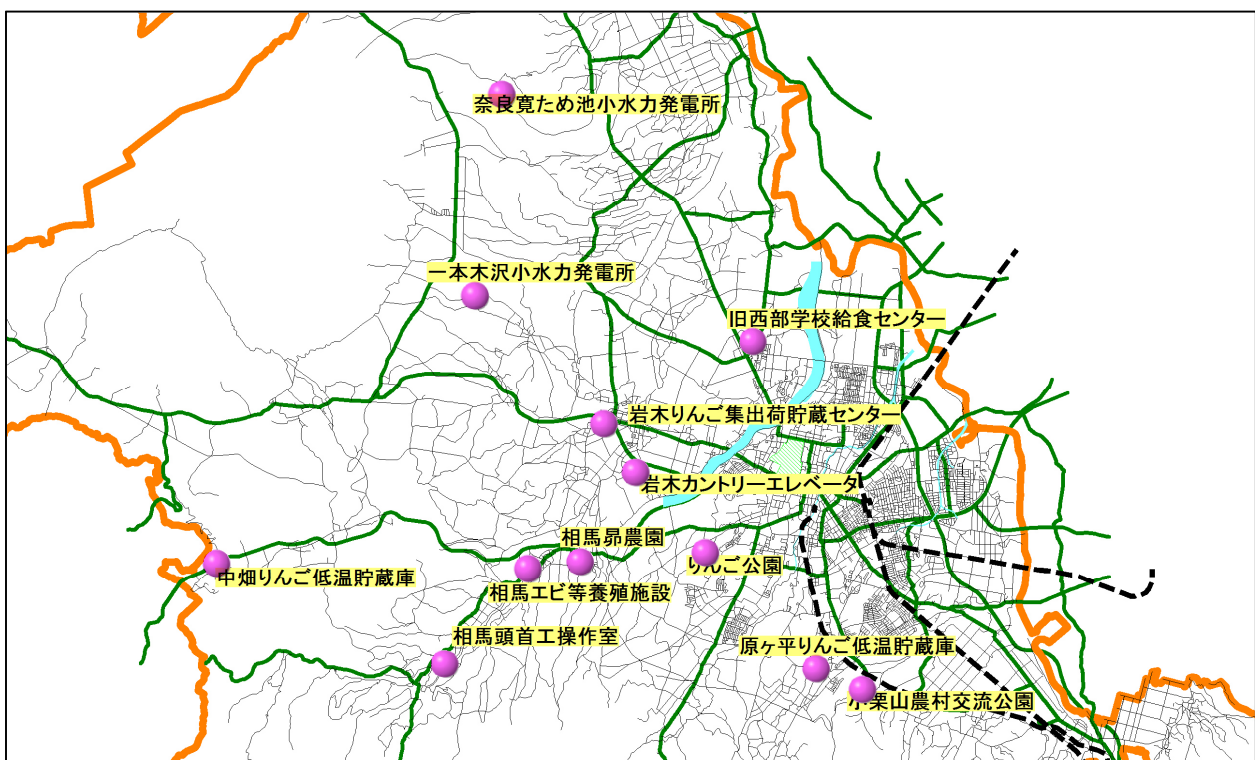 奈良寛ため池小水力発電所
一本木沢小水力発電所
旧西部学校給食センター
岩木りんご集出荷貯蔵センター
岩木カントリーエレベータ
相馬昴農園
りんご公園
中畑りんご低温貯蔵庫
相馬エビ等養殖施設
相馬頭首工操作室
原ヶ平りんご低温貯蔵庫
小栗山農村交流公園